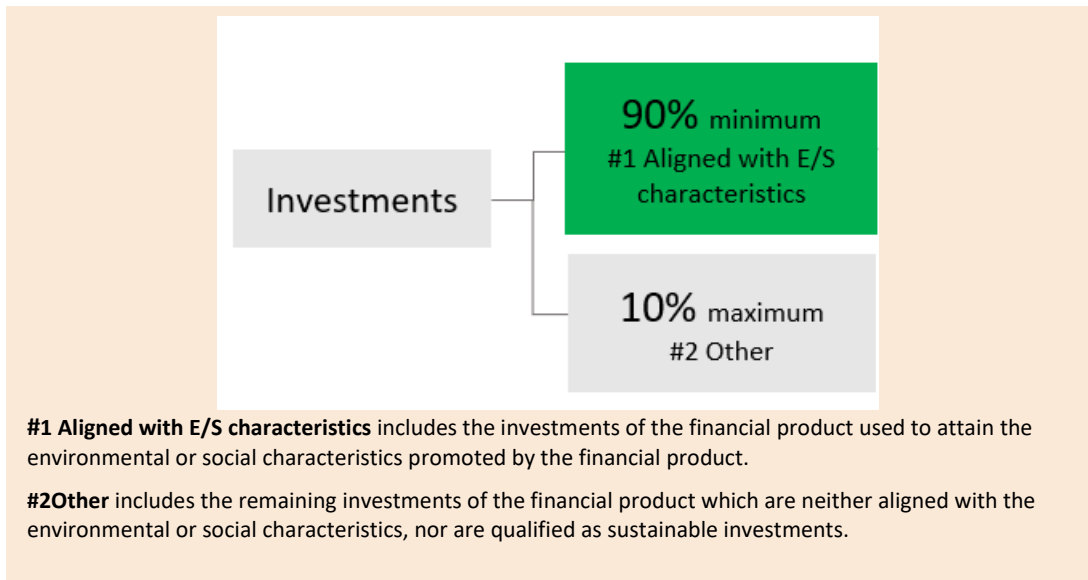 90% minimum
#1 Aligned with E/S
characteristics
Investments
10% maximum
#2 Other
#1 Aligned with E/S characteristics includes the investments of the financial product used to attain the
environmental or social characteristics promoted by the financial product.
#2Other includes the remaining investments of the financial product which are neither aligned with the
environmental or social characteristics, nor are qualified as sustainable investments.